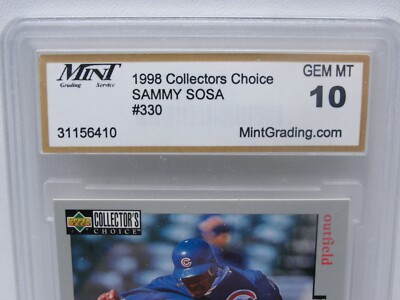 MINT
Grading Service
31156410
1998 Collectors Choice
SAMMY SOSA
#330
GEM MT
10
MintGrading.com
UPPER DECK
COLLECTOR'S
CHOICE
C
outfield